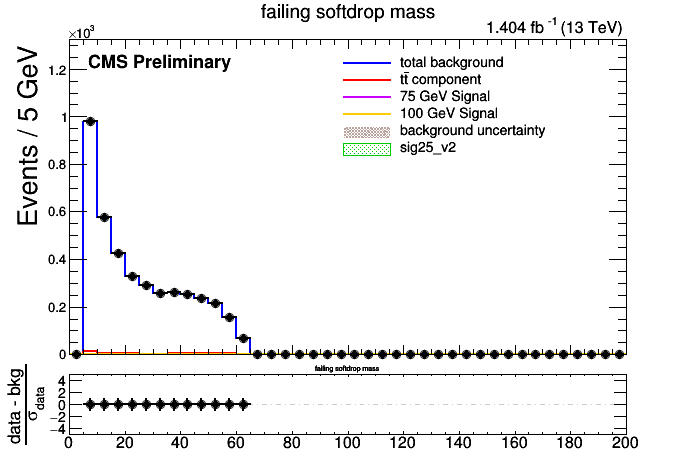 failing softdrop mass
1.404 fb⁻¹ (13 TeV)
×10³
CMS Preliminary
total background
tt̄ component
75 GeV Signal
100 GeV Signal
background uncertainty
sig25_v2
Events / 5 GeV
1.2
1
0.8
0.6
0.4
0.2
0
failing softdrop mass
data - bkg
σ data
4
2
0
−2
−4
0 20 40 60 80 100 120 140 160 180 200